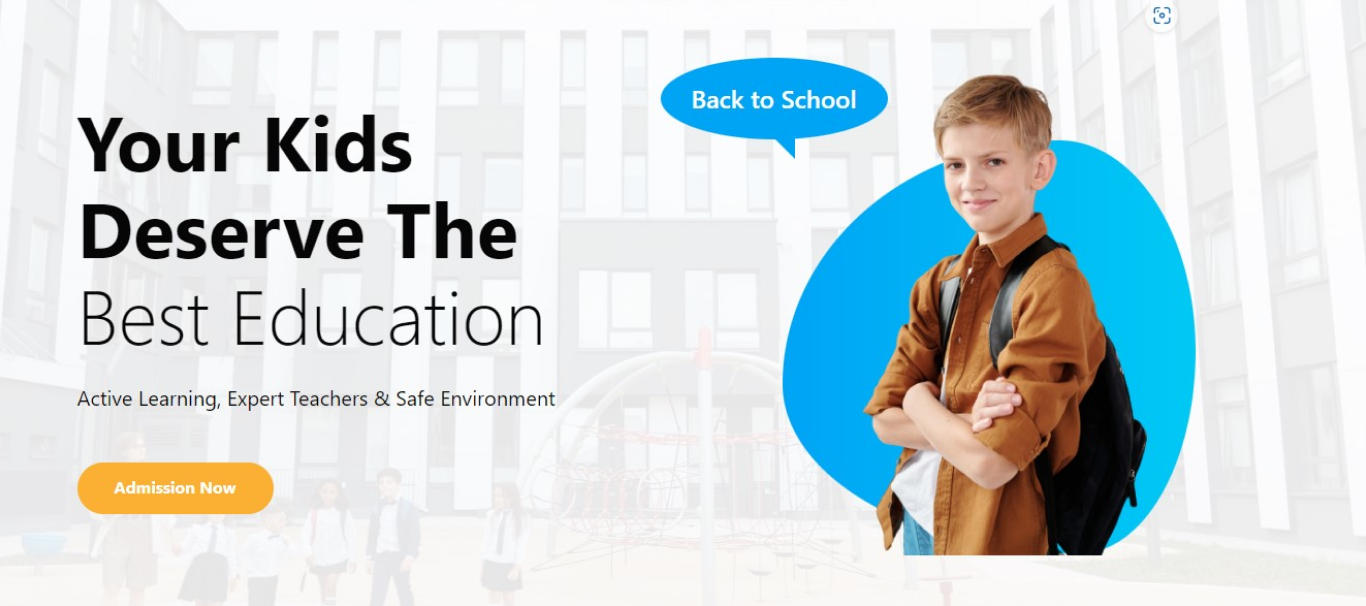 Your Kids
Deserve The
Best Education
Active Learning, Expert Teachers & Safe Environment
Admission Now
Back to School